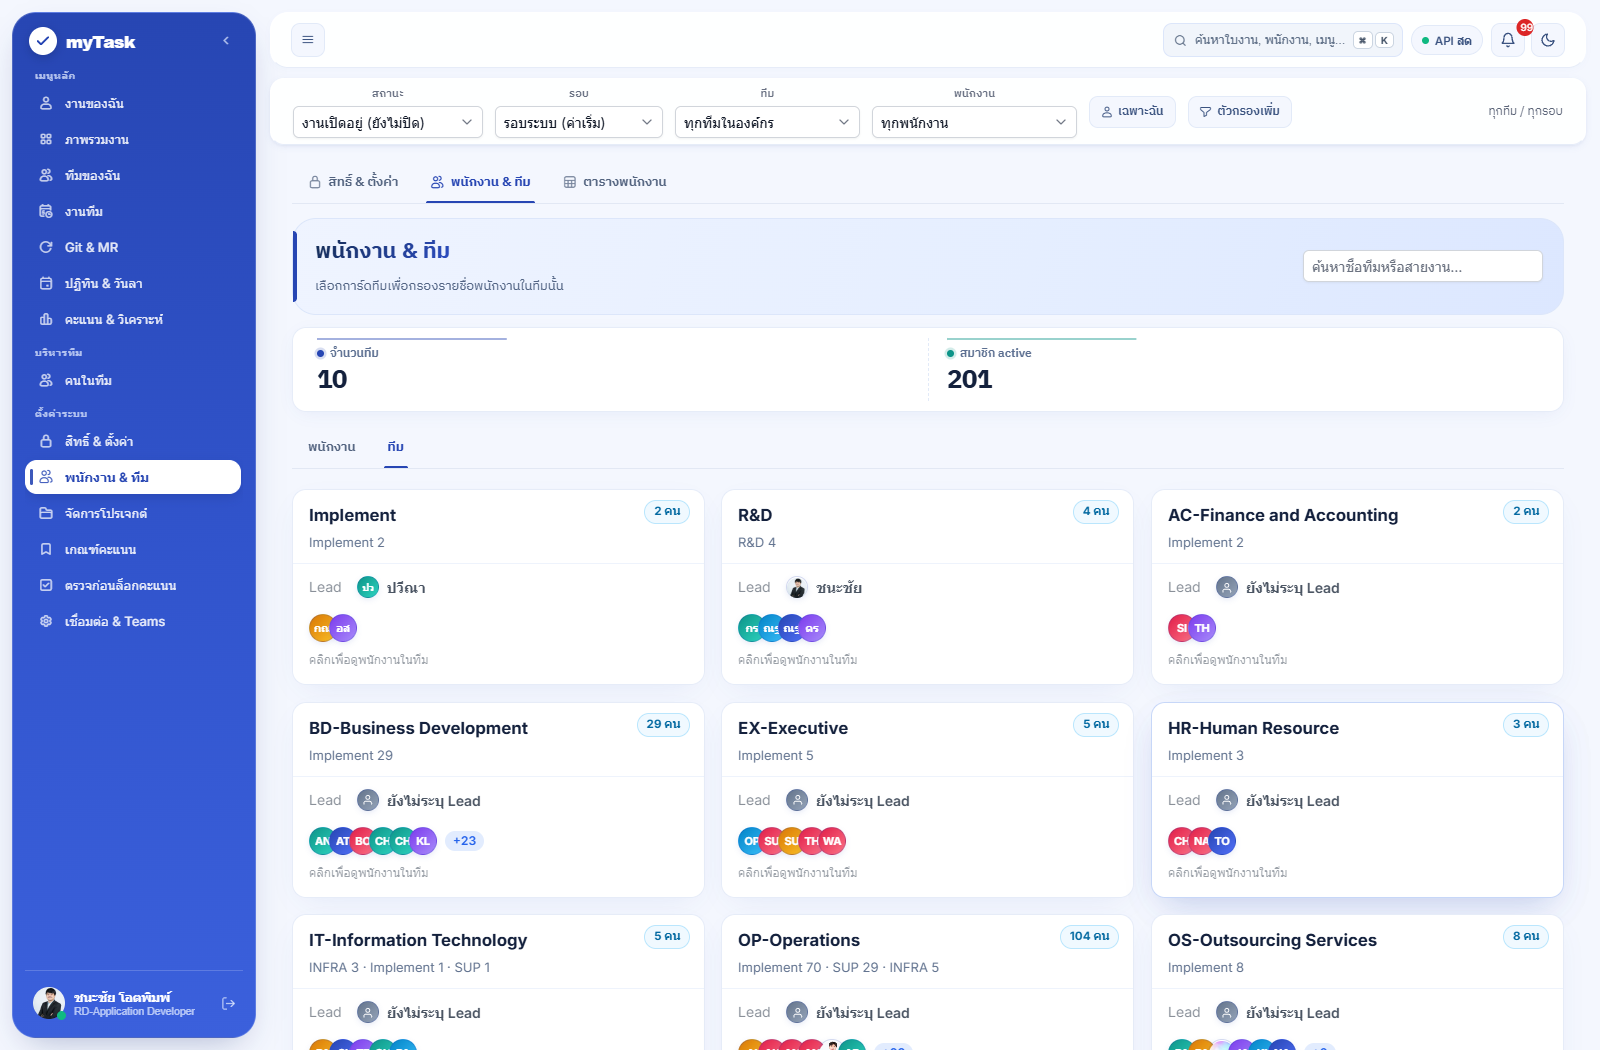 myTask
เมนูหลัก
งานของฉัน
ภาพรวมงาน
ทีมของฉัน
งานทีม
Git & MR
ปฏิทิน & วันลา
คะแนน & วิเคราะห์
บริหารทีม
คนในทีม
ตั้งค่าระบบ
สิทธิ์ & ตั้งค่า
พนักงาน & ทีม
จัดการโปรเจกต์
เกณฑ์คะแนน
ตรวจก่อนล็อกคะแนน
เชื่อมต่อ & Teams
ชนะชัย โอตพิมพ์
RD-Application Developer
ค้นหาใบงาน, พนักงาน, เมนู... ⌘ K
API สด
99
สถานะ
งานเปิดอยู่ (ยังไม่ปิด)
รอบ
รอบระบบ (ค่าเริ่ม)
ทีม
ทุกทีมในองค์กร
พนักงาน
ทุกพนักงาน
เฉพาะฉัน
ตัวกรองเพิ่ม
ทุกทีม / ทุกรอบ
สิทธิ์ & ตั้งค่า
พนักงาน & ทีม
ตารางพนักงาน
พนักงาน & ทีม
เลือกการ์ดทีมเพื่อกรองรายชื่อพนักงานในทีมนั้น
ค้นหาชื่อทีมหรือสายงาน...
จำนวนทีม
10
สมาชิก active
201
พนักงาน
ทีม
Implement
2 คน
Implement 2
Lead ปว ปวีณา
อส
คลิกเพื่อดูพนักงานในทีม
R&D
4 คน
R&D 4
Lead ชนะชัย
กร ตร
คลิกเพื่อดูพนักงานในทีม
AC-Finance and Accounting
2 คน
Implement 2
Lead ยังไม่ระบุ Lead
SI TH
คลิกเพื่อดูพนักงานในทีม
BD-Business Development
29 คน
Implement 29
Lead ยังไม่ระบุ Lead
AN AT BO CH CH KL +23
คลิกเพื่อดูพนักงานในทีม
EX-Executive
5 คน
Implement 5
Lead ยังไม่ระบุ Lead
OP SU SU TH WA
คลิกเพื่อดูพนักงานในทีม
HR-Human Resource
3 คน
Implement 3
Lead ยังไม่ระบุ Lead
CH NA TO
คลิกเพื่อดูพนักงานในทีม
IT-Information Technology
5 คน
INFRA 3 · Implement 1 · SUP 1
Lead ยังไม่ระบุ Lead
OP-Operations
104 คน
Implement 70 · SUP 29 · INFRA 5
Lead ยังไม่ระบุ Lead
OS-Outsourcing Services
8 คน
Implement 8
Lead ยังไม่ระบุ Lead